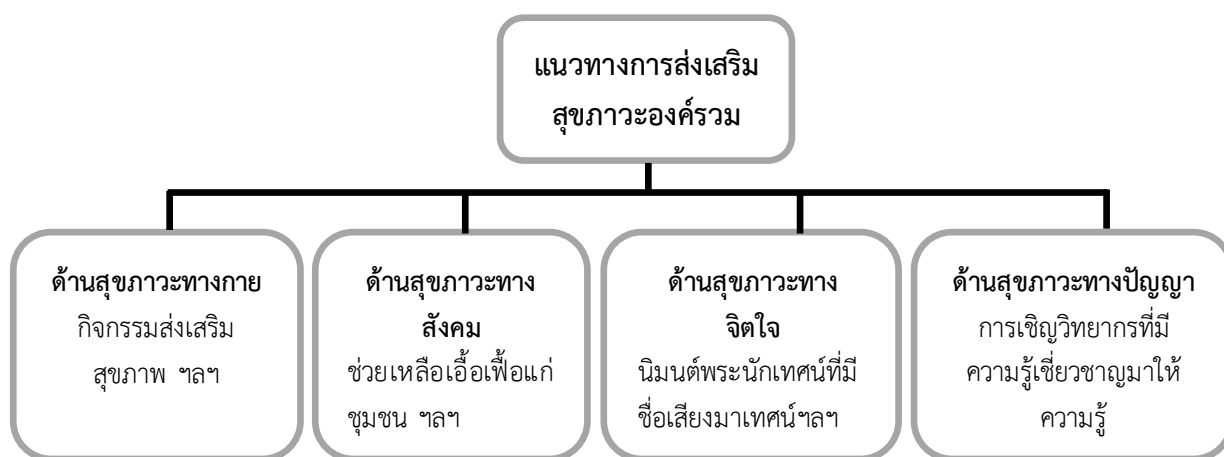 แนวทางการส่งเสริม
สุขภาวะองค์รวม
ด้านสุขภาวะทางกาย
กิจกรรมส่งเสริม
สุขภาพ ฯลฯ
ด้านสุขภาวะทาง
สังคม
ช่วยเหลือเอื้อเฟื้อแก่
ชุมชน ฯลฯ
ด้านสุขภาวะทาง
จิตใจ
นิมนต์พระนักเทศน์ที่มี
ชื่อเสียงมาเทศน์ฯลฯ
ด้านสุขภาวะทางปัญญา
การเชิญวิทยากรที่มี
ความรู้เชี่ยวชาญมาให้
ความรู้